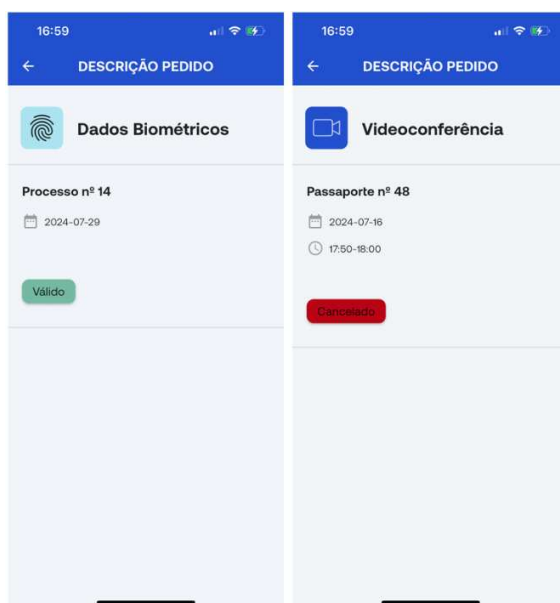 16:59
DESCRIÇÃO PEDIDO
Dados Biométricos
Processo nº 14
2024-07-29
Válido
16:59
DESCRIÇÃO PEDIDO
Videoconferência
Passaporte nº 48
2024-07-16
17:50-18:00
Cancelado